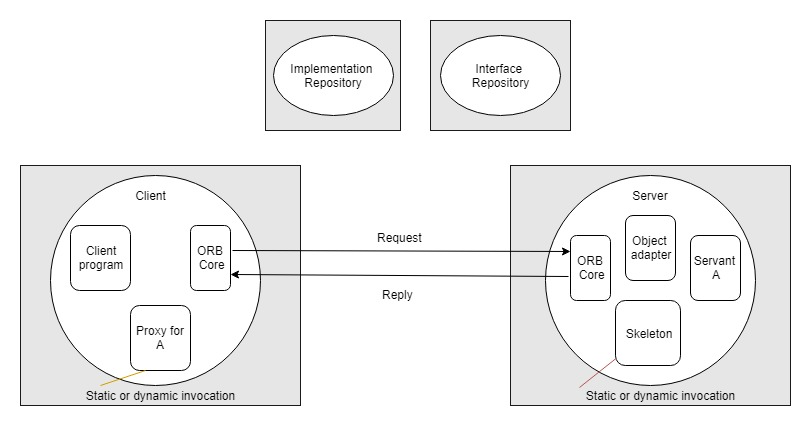 Implementation
Repository
Interface
Repository
Client
Client
program
ORB
Core
Proxy for
A
Static or dynamic invocation
Request
Reply
Server
ORB
Core
Object
adapter
Servant
A
Skeleton
Static or dynamic invocation